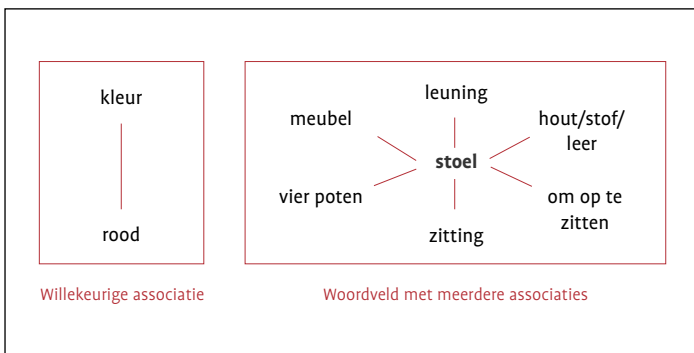 kleur
rood
Willekeurige associatie
leuning
meubel
hout/stof/
leer
stoel
vier poten
om op te
zitten
zitting
Woordveld met meerdere associaties